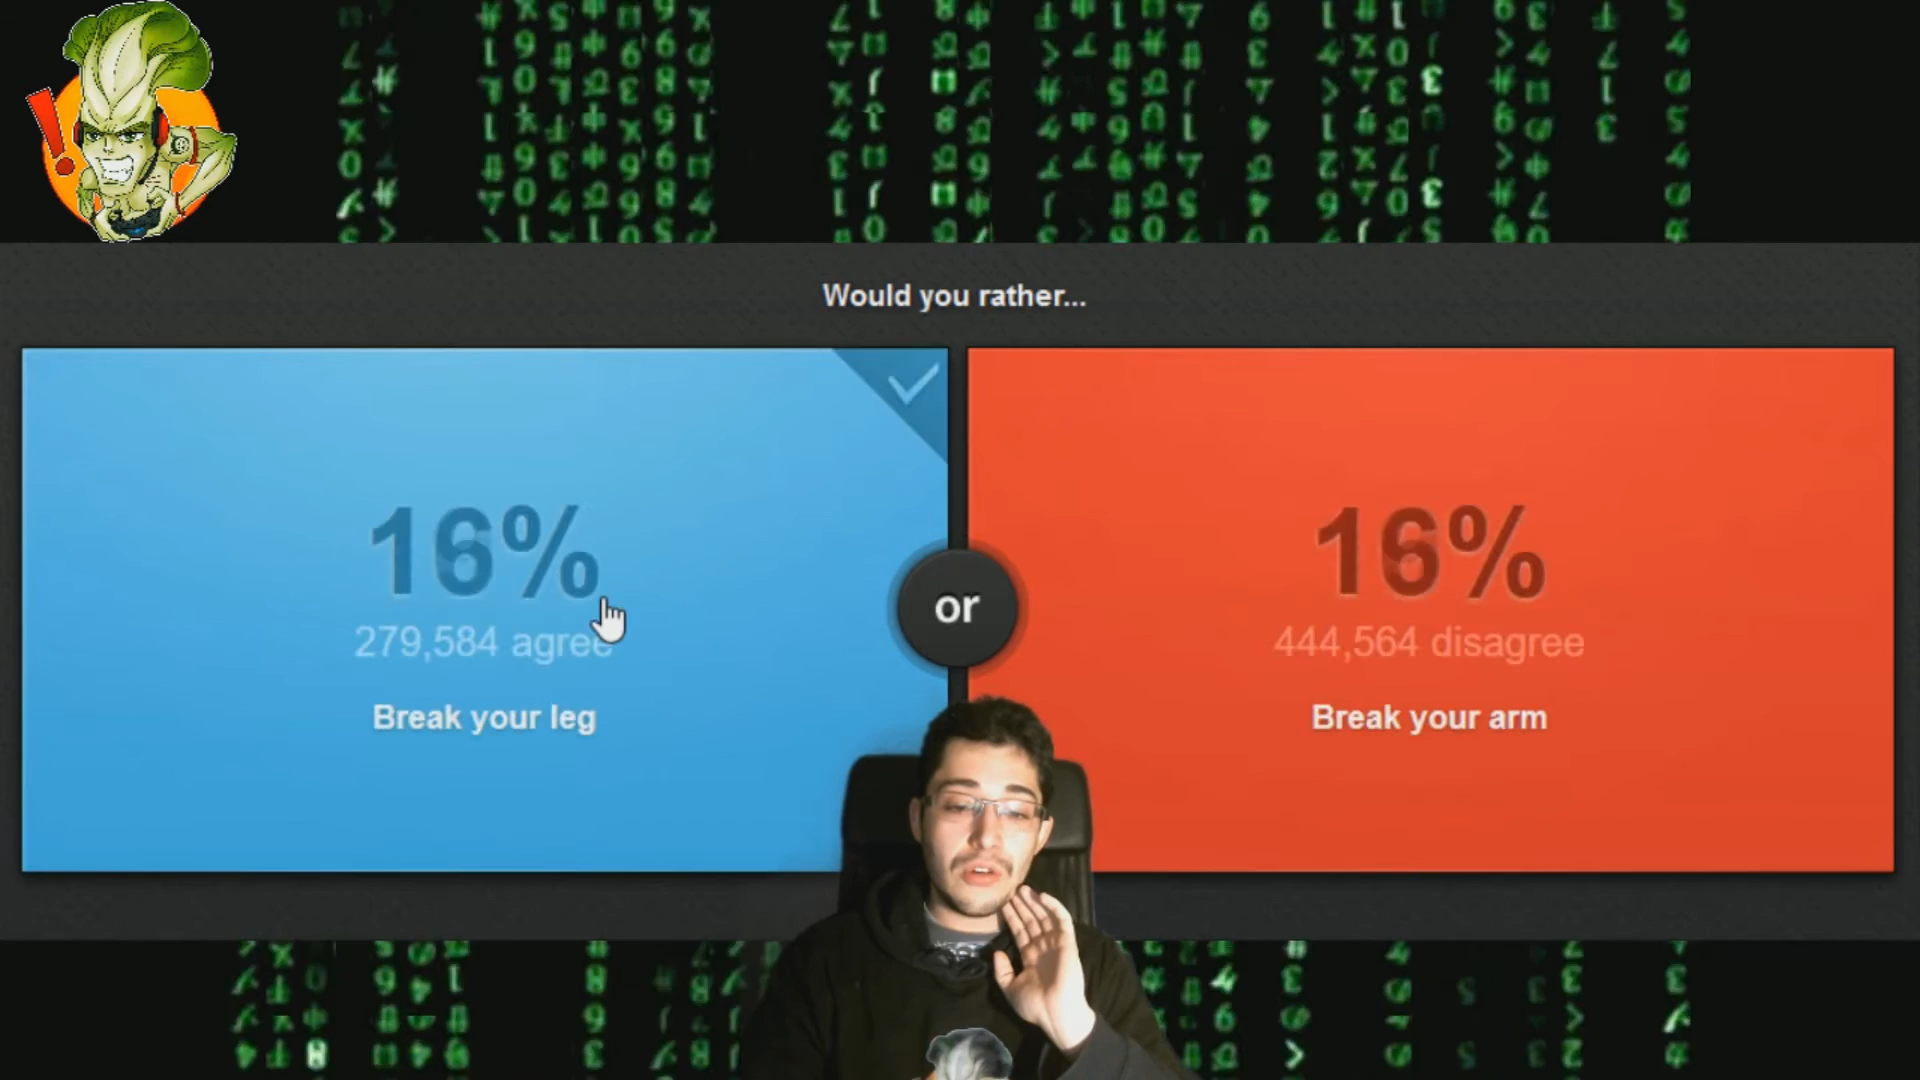 Would you rather...
16%
279,584 agree
Break your leg
or
16%
444,564 disagree
Break your arm